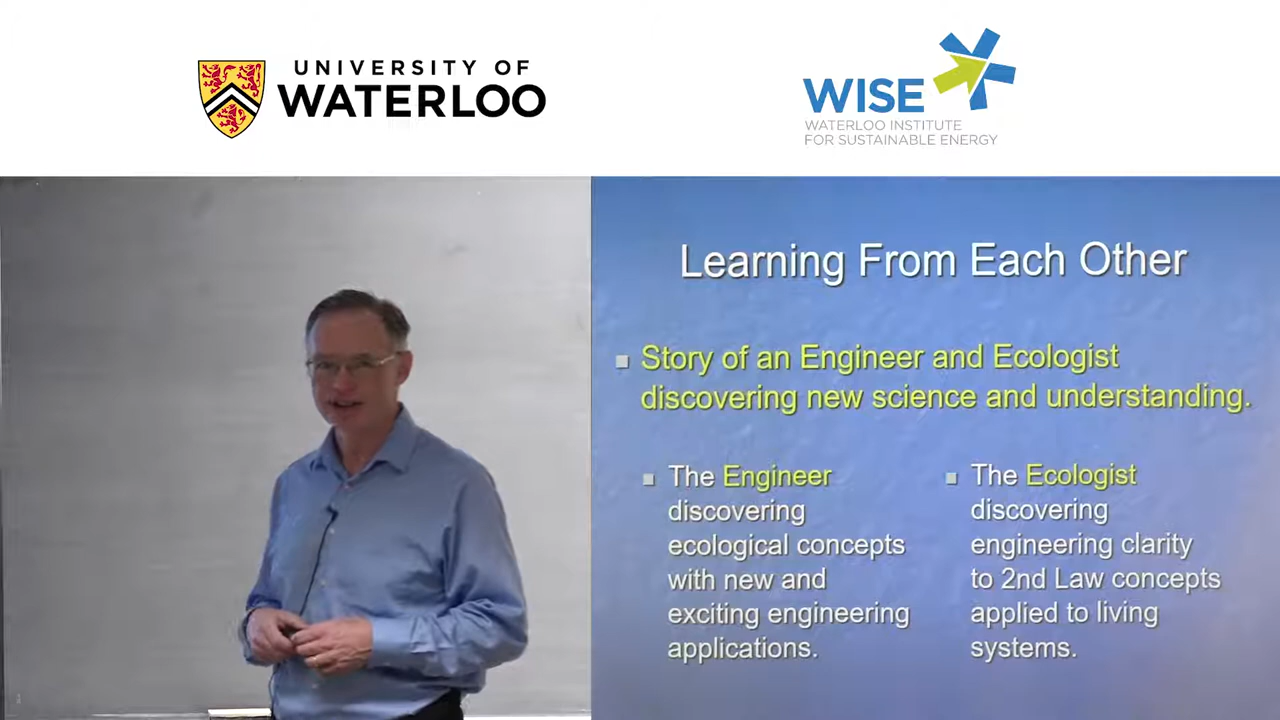 UNIVERSITY OF
WATERLOO
WISE
WATERLOO INSTITUTE
FOR SUSTAINABLE ENERGY
Learning From Each Other
Story of an Engineer and Ecologist
discovering new science and understanding.
The Engineer
discovering
ecological concepts
with new and
exciting engineering
applications.
The Ecologist
discovering
engineering clarity
to 2nd Law concepts
applied to living
systems.